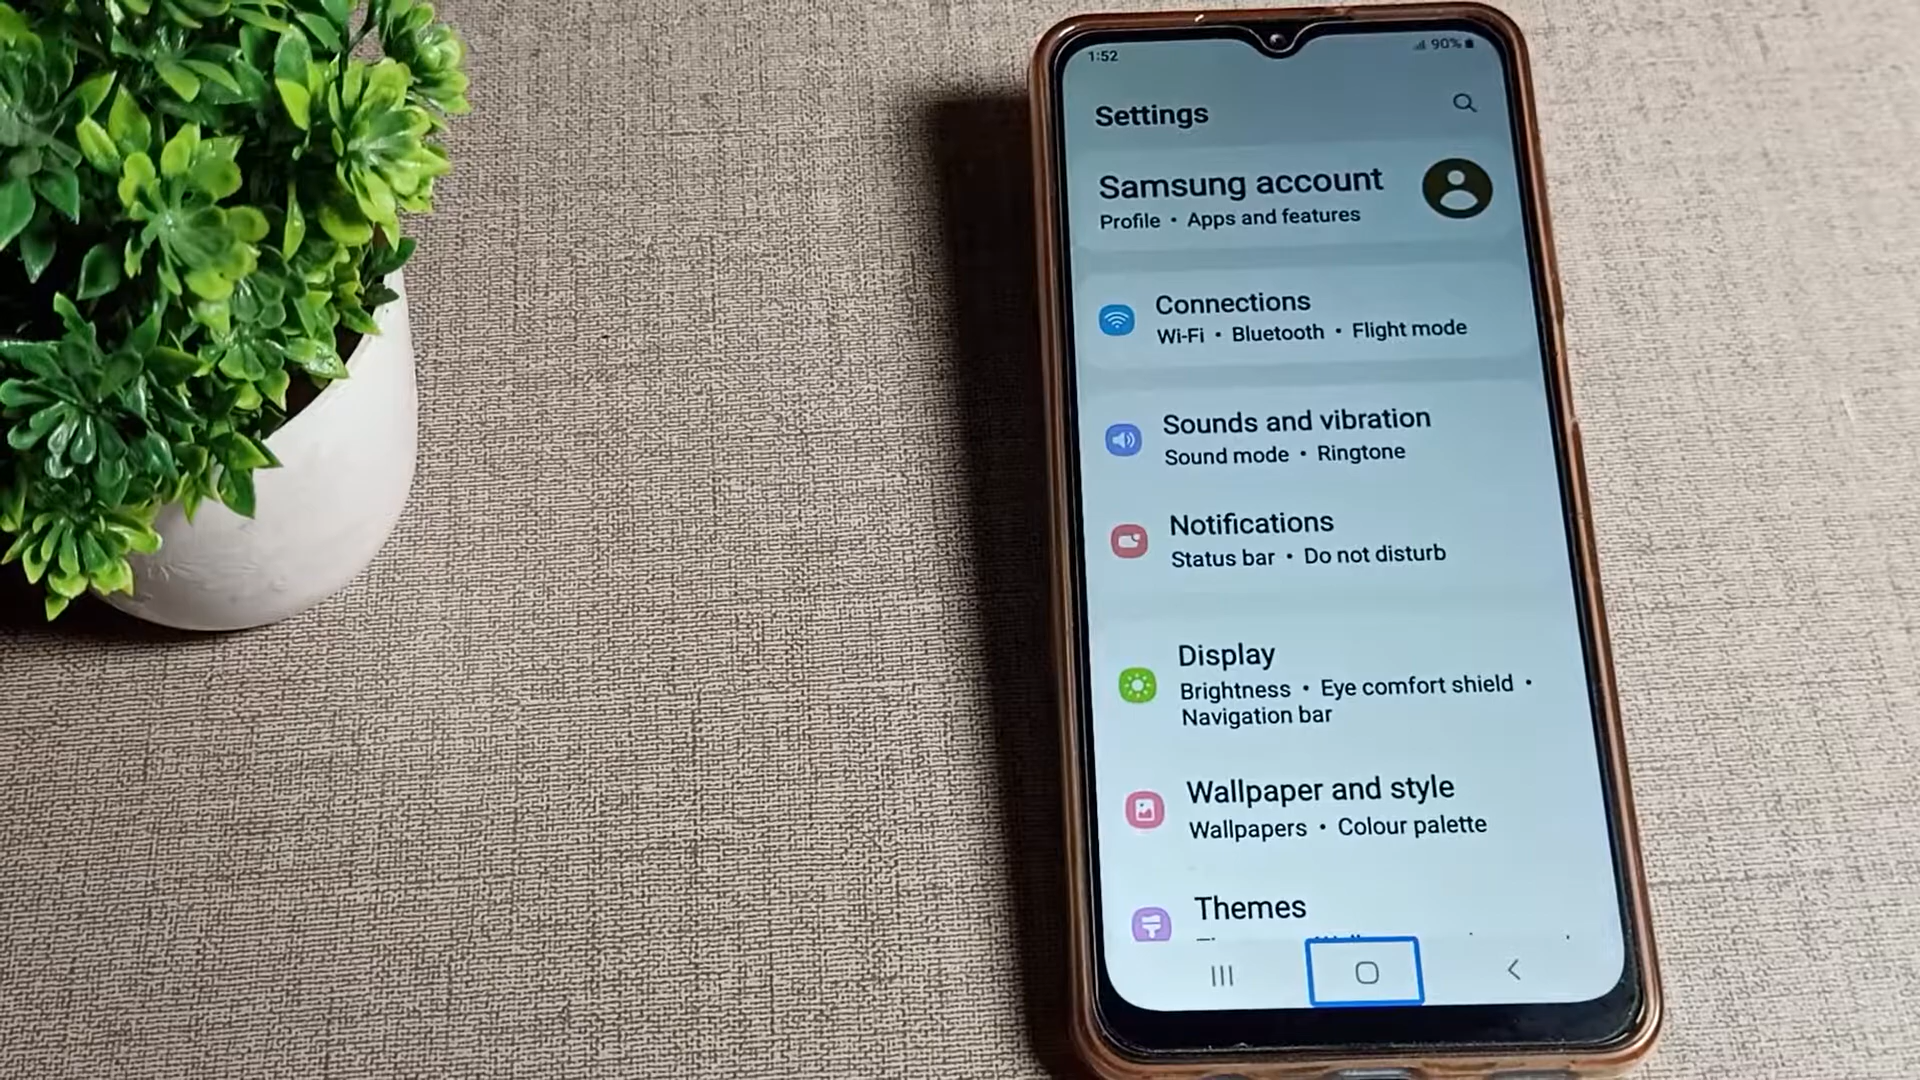 1:52
90%
Settings
Samsung account
Profile • Apps and features
Connections
Wi-Fi • Bluetooth • Flight mode
Sounds and vibration
Sound mode • Ringtone
Notifications
Status bar • Do not disturb
Display
Brightness • Eye comfort shield •
Navigation bar
Wallpaper and style
Wallpapers • Colour palette
Themes